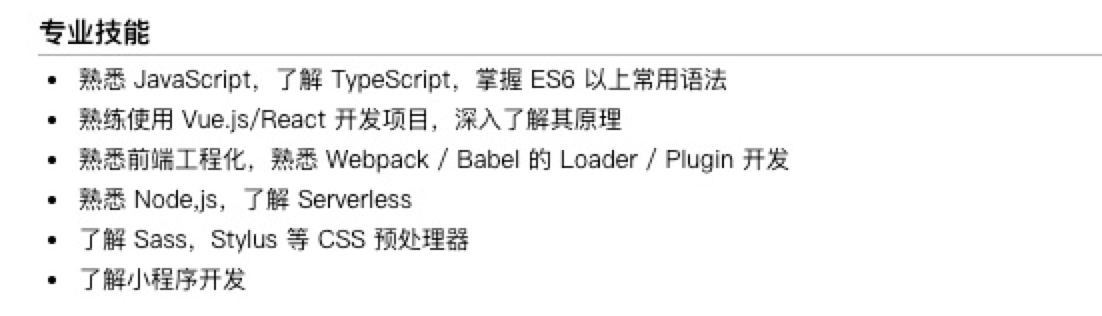 专业技能
• 熟悉 JavaScript，了解 TypeScript，掌握 ES6 以上常用语法
• 熟练使用 Vue.js/React 开发项目，深入了解其原理
• 熟悉前端工程化，熟悉 Webpack / Babel 的 Loader / Plugin 开发
• 熟悉 Node,js，了解 Serverless
• 了解 Sass，Stylus 等 CSS 预处理器
• 了解小程序开发